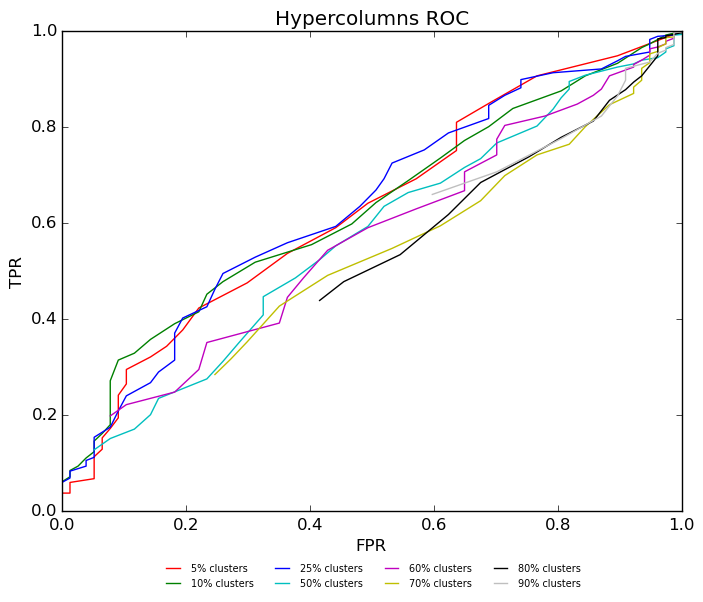 Hypercolumns ROC
1.0
0.8
0.6
0.4
0.2
0.0
TPR
0.0 0.2 0.4 0.6 0.8 1.0
FPR
5% clusters 25% clusters 60% clusters 80% clusters
10% clusters 50% clusters 70% clusters 90% clusters